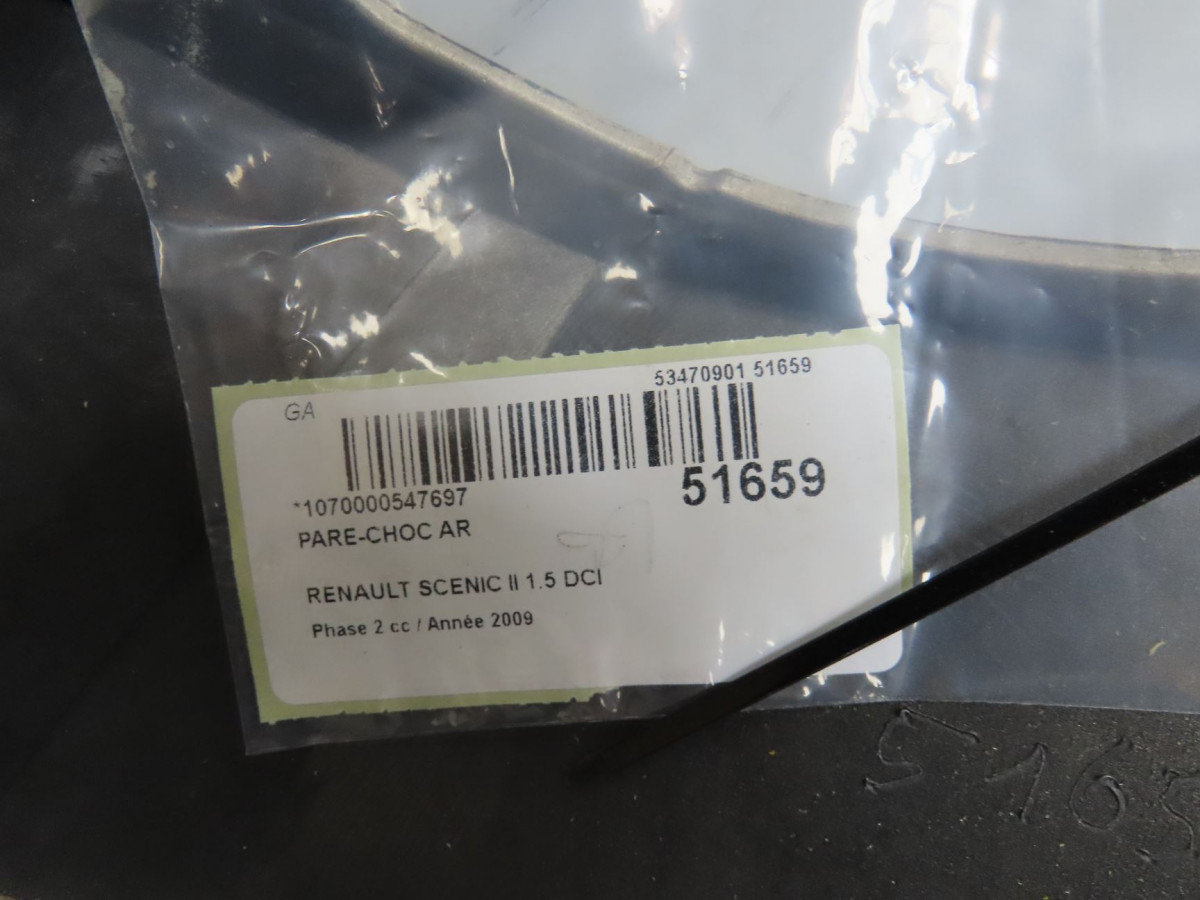 53470901 51659
GA
51659
*1070000547697
PARE-CHOC AR
RENAULT SCENIC II 1.5 DCI
Phase 2 cc / Année 2009
5165